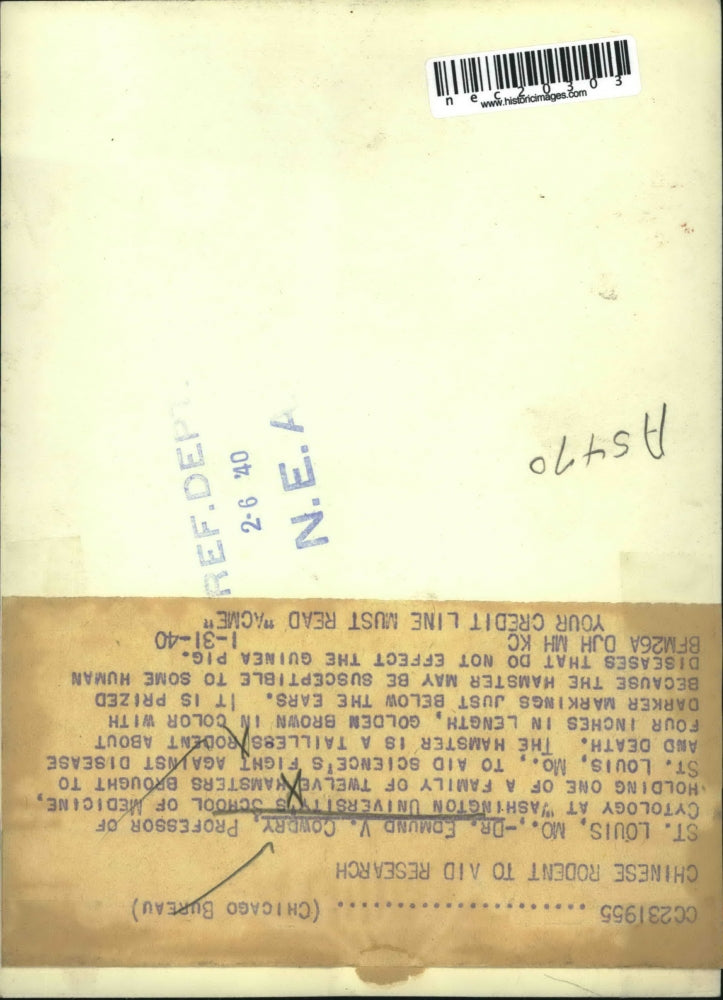 nec20303
www.historicimages.com
AS470
REF. DEPT.
2-6 '40
N.E.A
CC231955 ........................ (CHICAGO BUREAU)
CHINESE RODENT TO AID RESEARCH
ST. LOUIS, MO.,-DR. EDMUND V. COWDRY, PROFESSOR OF
CYTOLOGY AT WASHINGTON UNIVERSITY'S SCHOOL OF MEDICINE,
HOLDING ONE OF A FAMILY OF TWELVE HAMSTERS BROUGHT TO
ST. LOUIS, MO., TO AID SCIENCE'S FIGHT AGAINST DISEASE
AND DEATH. THE HAMSTER IS A TAILLESS RODENT ABOUT
FOUR INCHES IN LENGTH, GOLDEN BROWN IN COLOR WITH
DARKER MARKINGS JUST BELOW THE EARS. IT IS PRIZED
BECAUSE THE HAMSTER MAY BE SUSCEPTIBLE TO SOME HUMAN
DISEASES THAT DO NOT EFFECT THE GUINEA PIG.
BFM26A DJH MH KC 1-31-40
YOUR CREDIT LINE MUST READ "ACME"